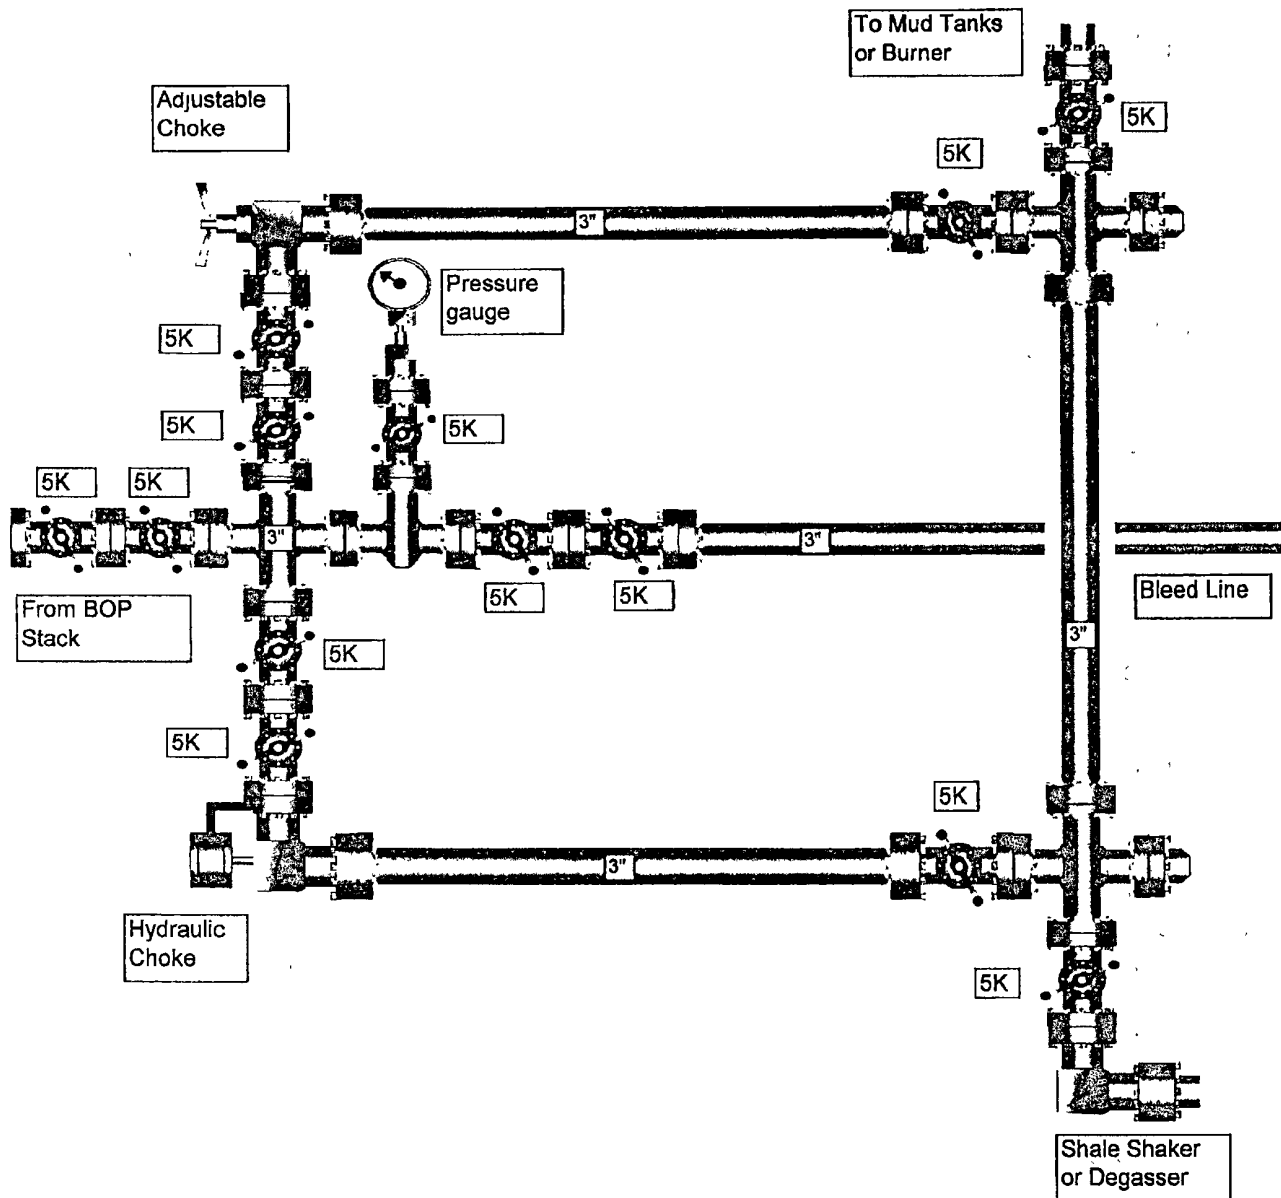 To Mud Tanks
or Burner
Adjustable
Choke
5K
5K
3"
Pressure
gauge
5K
5K
5K
5K
5K
3"
3"
5K
5K
From BOP
Stack
Bleed Line
3"
5K
5K
5K
3"
Hydraulic
Choke
5K
Shale Shaker
or Degasser